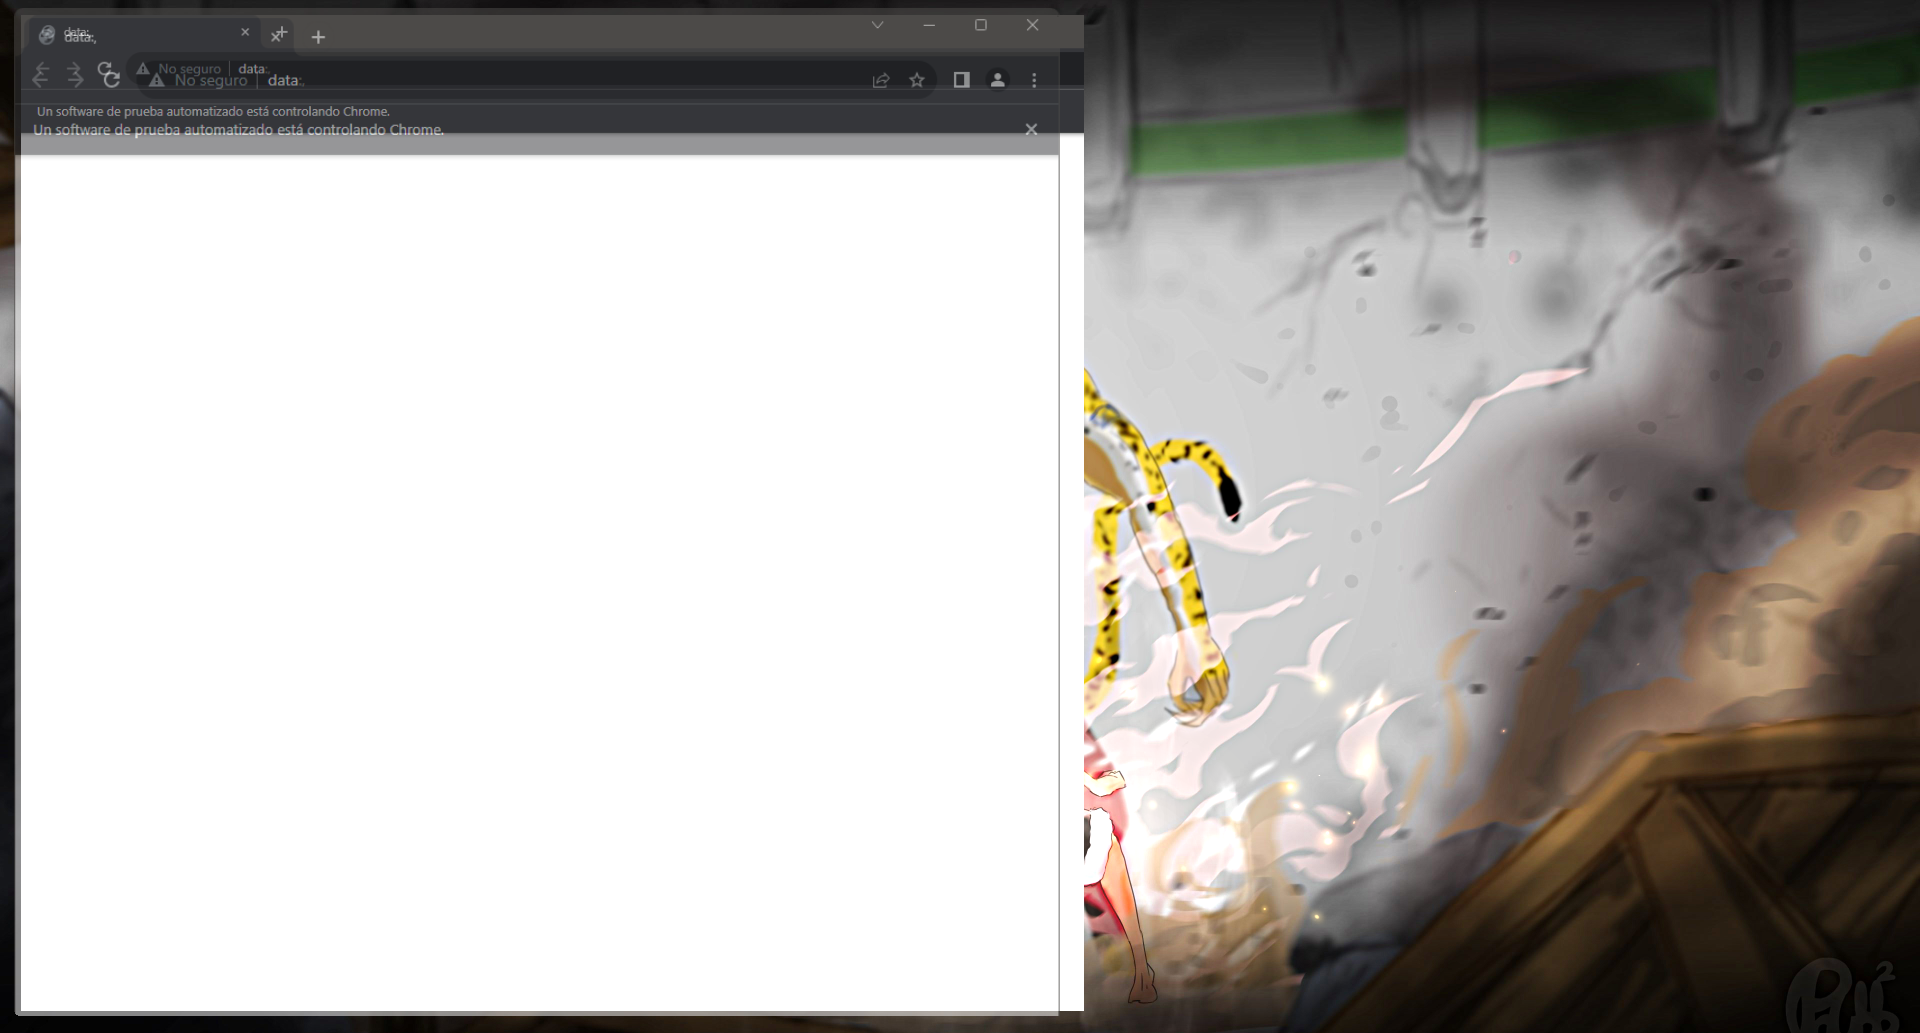 data:,
data:,
No seguro | data:,
No seguro | data:,
Un software de prueba automatizado está controlando Chrome.
Un software de prueba automatizado está controlando Chrome.